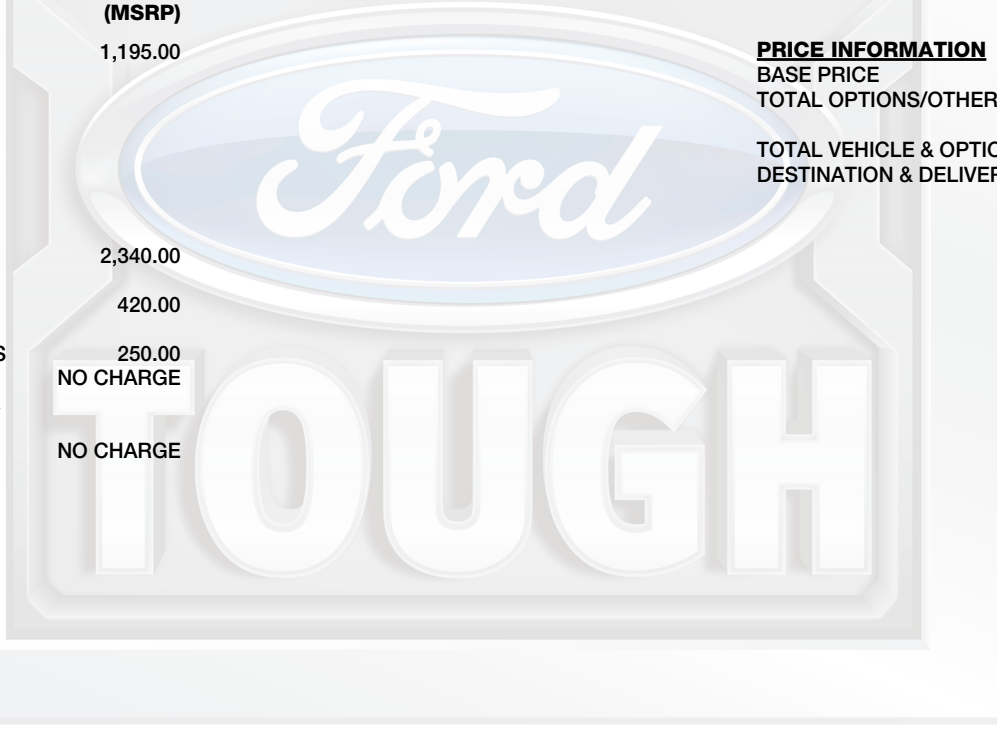 (MSRP)
1,195.00
2,340.00
420.00
S 250.00
NO CHARGE
NO CHARGE
PRICE INFORMATION
BASE PRICE
TOTAL OPTIONS/OTHER
TOTAL VEHICLE & OPTIO
DESTINATION & DELIVER
Ford
TOUGH